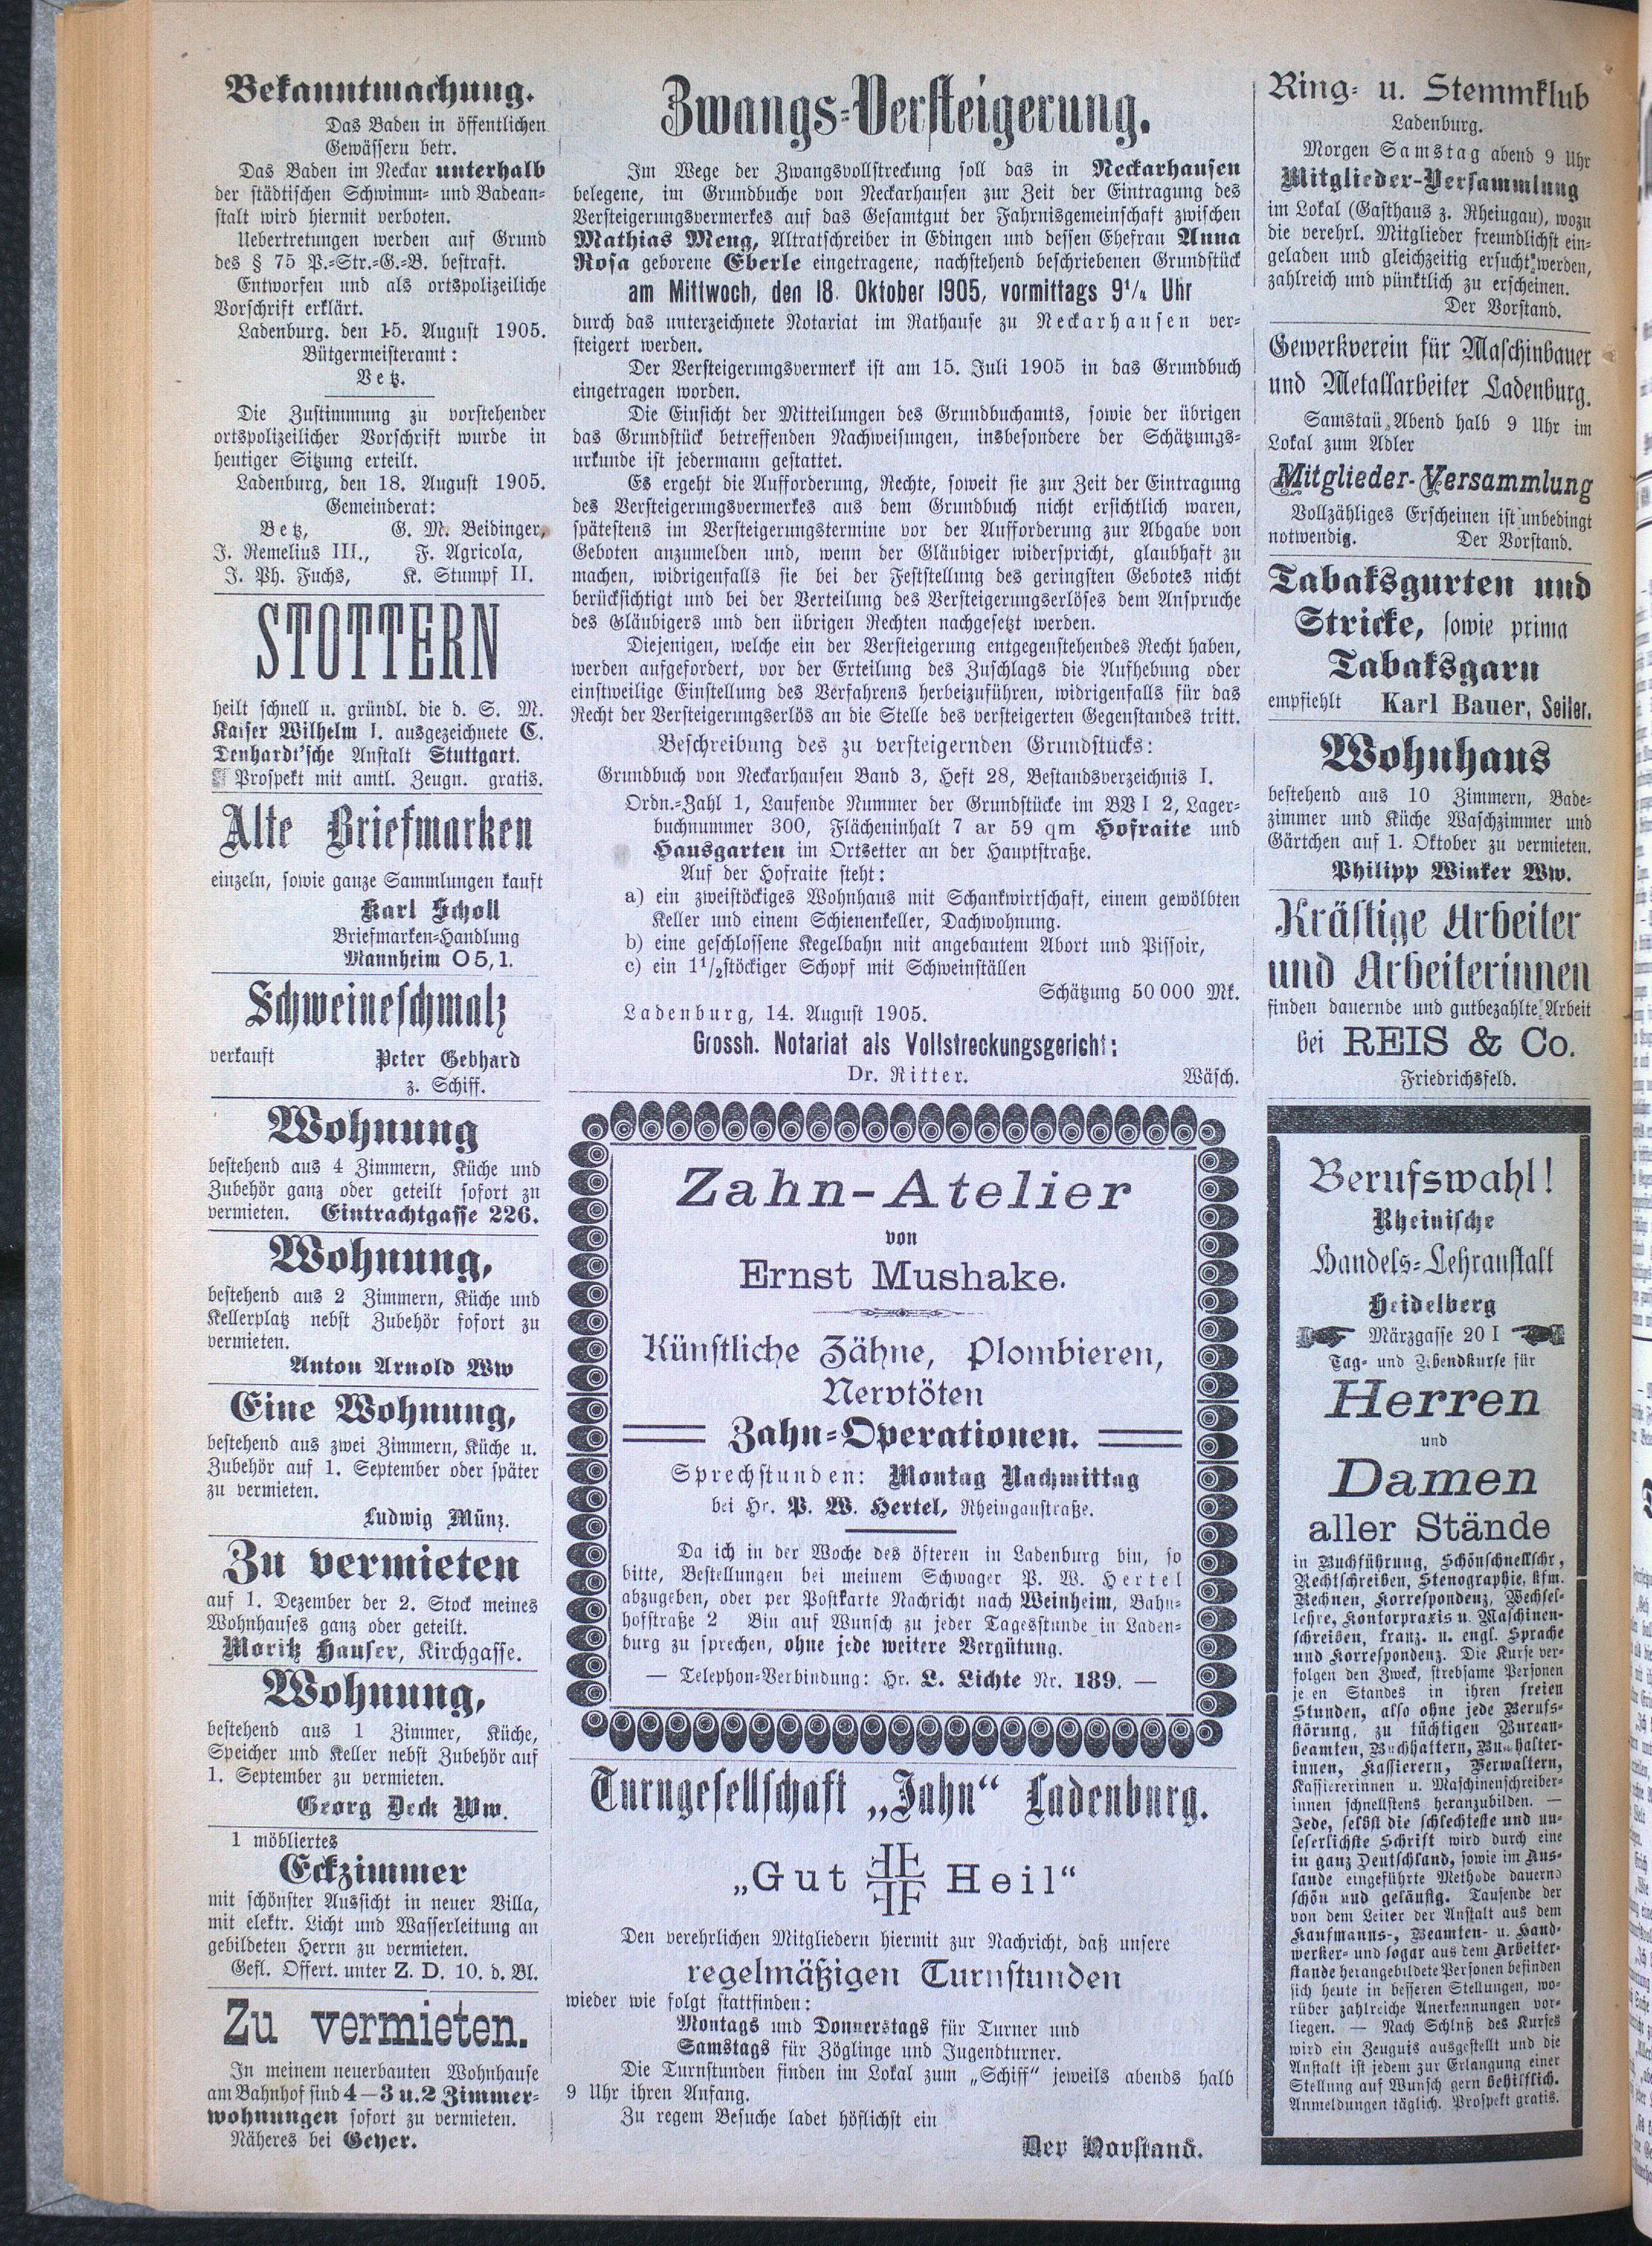 Bekanntmachung.
Das Baden in öffentlichen
Gewässern betr.
Das Baden im Neckar unterhalb
der städtischen Schwimm- und Badean-
stalt wird hiermit verboten.
Uebertretungen werden auf Grund
des § 75 P.-Str.-G.-B. bestraft.
Entworfen und als ortspolizeiliche
Vorschrift erklärt.
Ladenburg. den 15. August 1905.
Bütgermeisteramt:
Betz.
Die Zustimmung zu vorstehender
ortspolizeilicher Vorschrift wurde in
heutiger Sitzung erteilt.
Ladenburg, den 18. August 1905.
Gemeinderat:
Betz, G. M. Beidinger,
J. Remelius III., F. Agricola,
J. Ph. Fuchs, K. Stumpf II.
STOTTERN
heilt schnell u. gründl. die d. S. M.
Kaiser Wilhelm I. ausgezeichnete C.
Denhardt'sche Anstalt Stuttgart.
Prospekt mit amtl. Zeugn. gratis.
Alte Briefmarken
einzeln, sowie ganze Sammlungen kauft
Karl Scholl
Briefmarken-Handlung
Mannheim O 5, 1.
Schweineschmalz
verkauft Peter Gebhard
z. Schiff.
Wohnung
bestehend aus 4 Zimmern, Küche und
Zubehör ganz oder geteilt sofort zu
vermieten. Eintrachtgasse 226.
Wohnung,
bestehend aus 2 Zimmern, Küche und
Kellerplatz nebst Zubehör sofort zu
vermieten.
Anton Arnold Ww
Eine Wohnung,
bestehend aus zwei Zimmern, Küche u.
Zubehör auf 1. September oder später
zu vermieten.
Ludwig Münz.
Zu vermieten
auf 1. Dezember der 2. Stock meines
Wohnhauses ganz oder geteilt.
Moritz Hauser, Kirchgasse.
Wohnung,
bestehend aus 1 Zimmer, Küche,
Speicher und Keller nebst Zubehör auf
1. September zu vermieten.
Georg Deck Ww.
1 möbliertes
Eckzimmer
mit schönster Aussicht in neuer Villa,
mit elektr. Licht und Wasserleitung an
gebildeten Herrn zu vermieten.
Gefl. Offert. unter Z. D. 10. d. Bl.
Zu vermieten.
In meinem neuerbauten Wohnhause
am Bahnhof sind 4—3 u. 2 Zimmer-
wohnungen sofort zu vermieten.
Näheres bei Geyer.
Zwangs-Versteigerung.
Im Wege der Zwangsvollstreckung soll das in Neckarhausen
belegene, im Grundbuche von Neckarhausen zur Zeit der Eintragung des
Versteigerungsvermerkes auf das Gesamtgut der Fahrnisgemeinschaft zwischen
Mathias Meng, Altratschreiber in Edingen und dessen Ehefrau Anna
Rosa geborene Eberle eingetragene, nachstehend beschriebenen Grundstück
am Mittwoch, den 18. Oktober 1905, vormittags 9¹/₄ Uhr
durch das unterzeichnete Notariat im Rathause zu Neckarhausen ver-
steigert werden.
Der Versteigerungsvermerk ist am 15. Juli 1905 in das Grundbuch
eingetragen worden.
Die Einsicht der Mitteilungen des Grundbuchamts, sowie der übrigen
das Grundstück betreffenden Nachweisungen, insbesondere der Schätzungs-
urkunde ist jedermann gestattet.
Es ergeht die Aufforderung, Rechte, soweit sie zur Zeit der Eintragung
des Versteigerungsvermerkes aus dem Grundbuch nicht ersichtlich waren,
spätestens im Versteigerungstermine vor der Aufforderung zur Abgabe von
Geboten anzumelden und, wenn der Gläubiger widerspricht, glaubhaft zu
machen, widrigenfalls sie bei der Feststellung des geringsten Gebotes nicht
berücksichtigt und bei der Verteilung des Versteigerungserlöses dem Anspruche
des Gläubigers und den übrigen Rechten nachgesetzt werden.
Diejenigen, welche ein der Versteigerung entgegenstehendes Recht haben,
werden aufgefordert, vor der Erteilung des Zuschlags die Aufhebung oder
einstweilige Einstellung des Verfahrens herbeizuführen, widrigenfalls für das
Recht der Versteigerungserlös an die Stelle des versteigerten Gegenstandes tritt.
Beschreibung des zu versteigernden Grundstücks:
Grundbuch von Neckarhausen Band 3, Heft 28, Bestandsverzeichnis I.
Ordn.-Zahl 1, Laufende Nummer der Grundstücke im BV I 2, Lager-
buchnummer 300, Flächeninhalt 7 ar 59 qm Hofraite und
Hausgarten im Ortsetter an der Hauptstraße.
Auf der Hofraite steht:
a) ein zweistöckiges Wohnhaus mit Schankwirtschaft, einem gewölbten
Keller und einem Schienenkeller, Dachwohnung.
b) eine geschlossene Kegelbahn mit angebautem Abort und Pissoir,
c) ein 1¹/₂stöckiger Schopf mit Schweinställen
Schätzung 50 000 Mk.
Ladenburg, 14. August 1905.
Grossh. Notariat als Vollstreckungsgericht:
Dr. Ritter. Wäsch.
Zahn-Atelier
von
Ernst Mushake.
Künstliche Zähne, Plombieren,
Nervtöten
Zahn-Operationen.
Sprechstunden: Montag Nachmittag
bei Hr. P. W. Hertel, Rheingaustraße.
Da ich in der Woche des öfteren in Ladenburg bin, so
bitte, Bestellungen bei meinem Schwager P. W. Hertel
abzugeben, oder per Postkarte Nachricht nach Weinheim, Bahn-
hofstraße 2 Bin auf Wunsch zu jeder Tagesstunde in Laden-
burg zu sprechen, ohne jede weitere Vergütung.
— Telephon-Verbindung: Hr. L. Lichte Nr. 189. —
Turngesellschaft „Jahn“ Ladenburg.
„Gut Heil“
Den verehrlichen Mitgliedern hiermit zur Nachricht, daß unsere
regelmäßigen Turnstunden
wieder wie folgt stattfinden:
Montags und Donnerstags für Turner und
Samstags für Zöglinge und Jugendturner.
Die Turnstunden finden im Lokal zum „Schiff“ jeweils abends halb
9 Uhr ihren Anfang.
Zu regem Besuche ladet höflichst ein
Der Vorstand.
Ring- u. Stemmklub
Ladenburg.
Morgen Samstag abend 9 Uhr
Mitglieder-Versammlung
im Lokal (Gasthaus z. Rheingau), wozu
die verehrl. Mitglieder freundlichst ein-
geladen und gleichzeitig ersucht werden,
zahlreich und pünktlich zu erscheinen.
Der Vorstand.
Gewerkverein für Maschinbauer
und Metallarbeiter Ladenburg.
Samstaü Abend halb 9 Uhr im
Lokal zum Adler
Mitglieder-Versammlung
Vollzähliges Erscheinen ist unbedingt
notwendig. Der Vorstand.
Tabaksgurten und
Stricke, sowie prima
Tabaksgarn
empfiehlt Karl Bauer, Seiler.
Wohnhaus
bestehend aus 10 Zimmern, Bade-
zimmer und Küche Waschzimmer und
Gärtchen auf 1. Oktober zu vermieten.
Philipp Winker Ww.
Kräftige Arbeiter
und Arbeiterinnen
finden dauernde und gutbezahlte Arbeit
bei REIS & Co.
Friedrichsfeld.
Berufswahl!
Rheinische
Handels-Lehranstalt
Heidelberg
Märzgasse 20 I
Tag- und Abendkurse für
Herren
und
Damen
aller Stände
in Buchführung, Schönschnellschr,
Rechtschreiben, Stenographie, kfm.
Rechnen, Korrespondenz, Wechsel-
lehre, Kontorpraxis u. Maschinen-
schreiben, franz. u. engl. Sprache
und Korrespondenz. Die Kurse ver-
folgen den Zweck, strebsame Personen
je en Standes in ihren freien
Stunden, also ohne jede Berufs-
störung, zu tüchtigen Bureau-
beamten, Buchhaltern, Buchhalter-
innen, Kassierern, Verwaltern,
Kassiererinnen u. Maschinenschreiber-
innen schnellstens heranzubilden. —
Jede, selbst die schlechteste und un-
leserlichste Schrift wird durch eine
in ganz Deutschland, sowie im Aus-
lande eingeführte Methode dauernd
schön und geläufig. Tausende der
von dem Leiter der Anstalt aus dem
Kaufmanns-, Beamten- u. Hand-
werker- und sogar aus dem Arbeiter-
stande herangebildete Personen befinden
sich heute in besseren Stellungen, wo-
rüber zahlreiche Anerkennungen vor-
liegen. — Nach Schluß des Kurses
wird ein Zeugnis ausgestellt und die
Anstalt ist jedem zur Erlangung einer
Stellung auf Wunsch gern behilflich.
Anmeldungen täglich. Prospekt gratis.